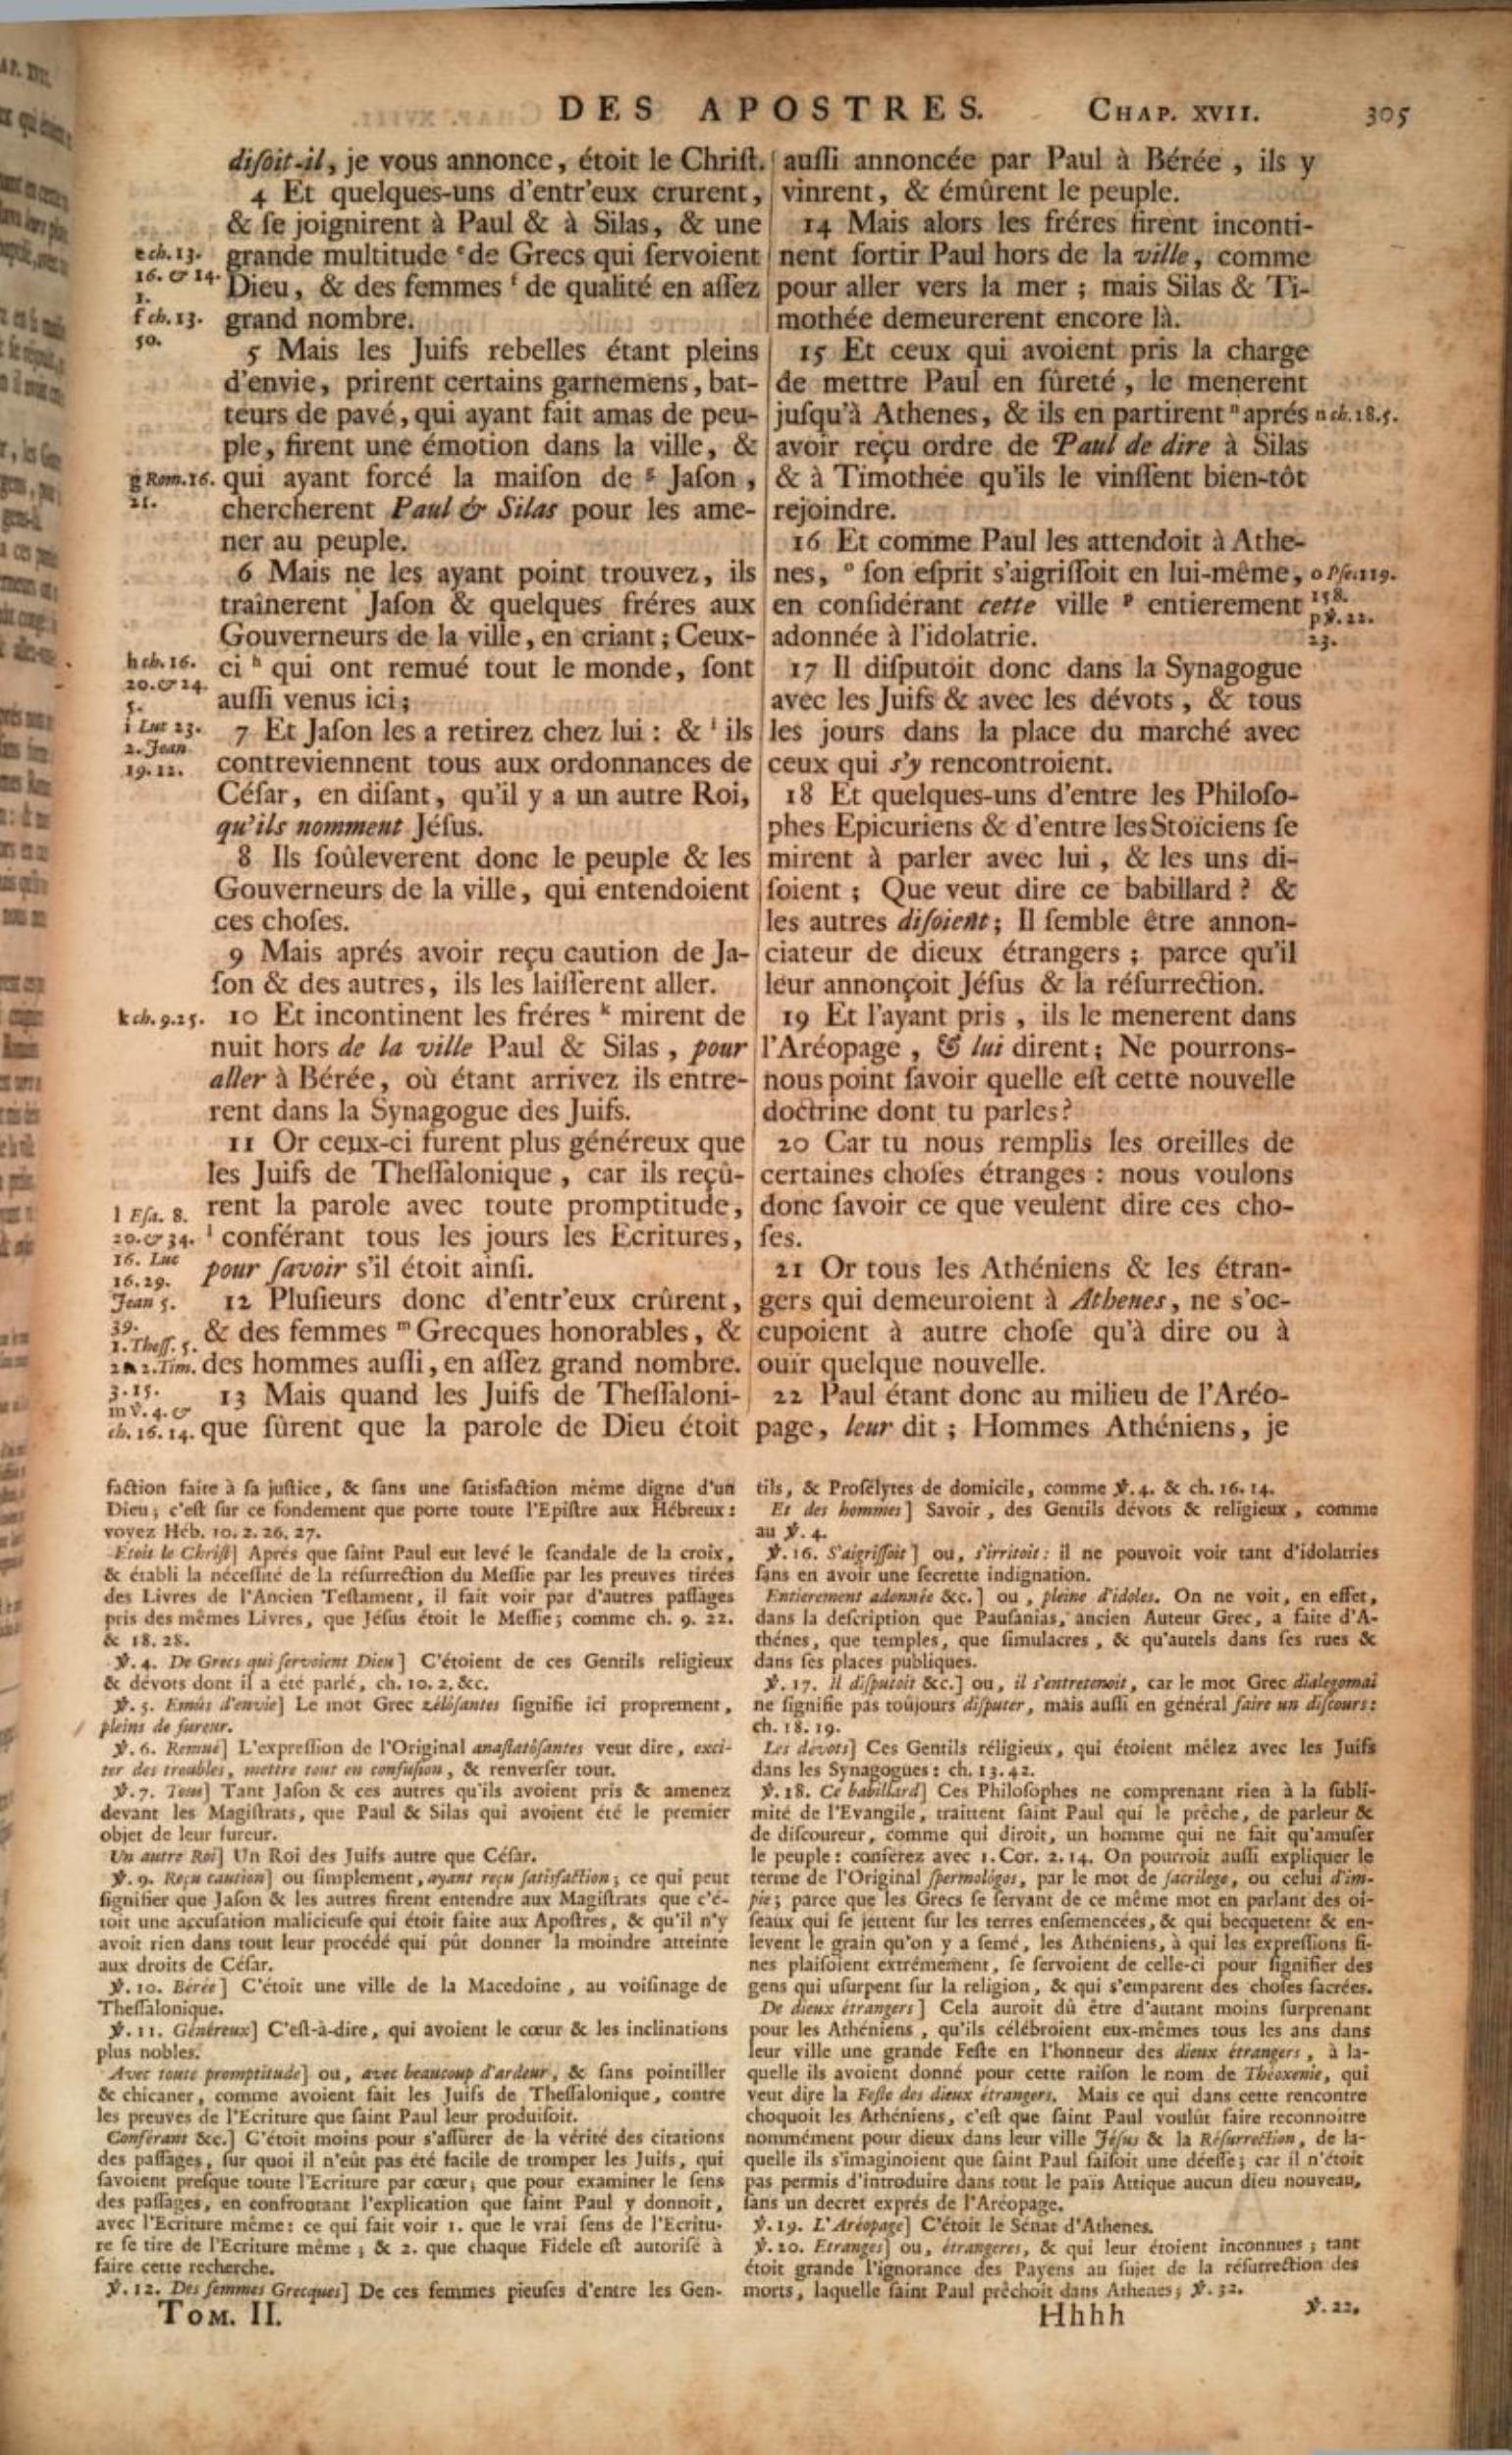 DES APOSTRES. CHAP. XVII. 305
diſoit-il, je vous annonce, étoit le Chriſt.
4 Et quelques-uns d'entr'eux crurent,
& ſe joignirent à Paul & à Silas, & une
grande multitude ᵉ de Grecs qui ſervoient
Dieu, & des femmes ᶠ de qualité en aſſez
grand nombre.
5 Mais les Juifs rebelles étant pleins
d'envie, prirent certains garnemens, bat-
teurs de pavé, qui ayant fait amas de peu-
ple, firent une émotion dans la ville, &
qui ayant forcé la maiſon de ᵍ Jaſon,
chercherent Paul & Silas pour les ame-
ner au peuple.
6 Mais ne les ayant point trouvez, ils
traînerent Jaſon & quelques fréres aux
Gouverneurs de la ville, en criant; Ceux-
ci ʰ qui ont remué tout le monde, ſont
auſſi venus ici;
7 Et Jaſon les a retirez chez lui : & ⁱ ils
contreviennent tous aux ordonnances de
Céſar, en diſant, qu'il y a un autre Roi,
qu'ils nomment Jéſus.
8 Ils ſoûleverent donc le peuple & les
Gouverneurs de la ville, qui entendoient
ces choſes.
9 Mais aprés avoir reçu caution de Ja-
ſon & des autres, ils les laiſſerent aller.
10 Et incontinent les fréres ᵏ mirent de
nuit hors de la ville Paul & Silas, pour
aller à Bérée, où étant arrivez ils entre-
rent dans la Synagogue des Juifs.
11 Or ceux-ci furent plus généreux que
les Juifs de Theſſalonique, car ils reçû-
rent la parole avec toute promptitude,
ˡ conférant tous les jours les Ecritures,
pour ſavoir s'il étoit ainſi.
12 Pluſieurs donc d'entr'eux crûrent,
& des femmes ᵐ Grecques honorables, &
des hommes auſſi, en aſſez grand nombre.
13 Mais quand les Juifs de Theſſaloni-
que ſûrent que la parole de Dieu étoit
e ch. 13.
16. & 14.
1.
f ch. 13.
50.
g Rom. 16.
21.
h ch. 16.
20. & 24.
5.
i Luc 23.
2. Jean
19. 12.
k ch. 9. 25.
l Eſa. 8.
20. & 34.
16. Luc
16. 29.
Jean 5.
39.
1. Theſſ. 5.
2. Tim.
3. 15.
m ℣. 4. &
ch. 16. 14.
auſſi annoncée par Paul à Bérée, ils y
vinrent, & émûrent le peuple.
14 Mais alors les fréres firent inconti-
nent ſortir Paul hors de la ville, comme
pour aller vers la mer ; mais Silas & Ti-
mothée demeurerent encore là.
15 Et ceux qui avoient pris la charge
de mettre Paul en ſûreté, le menerent
juſqu'à Athenes, & ils en partirent ⁿ aprés
avoir reçu ordre de Paul de dire à Silas
& à Timothée qu'ils le vinſſent bien-tôt
rejoindre.
16 Et comme Paul les attendoit à Athe-
nes, ᵒ ſon eſprit s'aigriſſoit en lui-même,
en conſidérant cette ville ᵖ entierement
adonnée à l'idolatrie.
17 Il diſputoit donc dans la Synagogue
avec les Juifs & avec les dévots, & tous
les jours dans la place du marché avec
ceux qui s'y rencontroient.
18 Et quelques-uns d'entre les Philoſo-
phes Epicuriens & d'entre les Stoïciens ſe
mirent à parler avec lui, & les uns di-
ſoient ; Que veut dire ce babillard ? &
les autres diſoient; Il ſemble être annon-
ciateur de dieux étrangers ; parce qu'il
leur annonçoit Jéſus & la réſurrection.
19 Et l'ayant pris, ils le menerent dans
l'Aréopage, & lui dirent; Ne pourrons-
nous point ſavoir quelle eſt cette nouvelle
doctrine dont tu parles?
20 Car tu nous remplis les oreilles de
certaines choſes étranges : nous voulons
donc ſavoir ce que veulent dire ces cho-
ſes.
21 Or tous les Athéniens & les étran-
gers qui demeuroient à Athenes, ne s'oc-
cupoient à autre choſe qu'à dire ou à
ouïr quelque nouvelle.
22 Paul étant donc au milieu de l'Aréo-
page, leur dit ; Hommes Athéniens, je
n ch. 18. 5.
o Pſe. 119.
158.
p ℣. 22.
23.
faction faite à ſa juſtice, & ſans une ſatisfaction même digne d'un
Dieu; c'eſt ſur ce fondement que porte toute l'Epiſtre aux Hébreux:
voyez Héb. 10. 2. 26. 27.
Etoit le Chriſt] Aprés que ſaint Paul eut levé le ſcandale de la croix,
& établi la néceſſité de la réſurrection du Meſſie par les preuves tirées
des Livres de l'Ancien Teſtament, il fait voir par d'autres paſſages
pris des mêmes Livres, que Jéſus étoit le Meſſie; comme ch. 9. 22.
& 18. 28.
℣. 4. De Grecs qui ſervoient Dieu] C'étoient de ces Gentils religieux
& dévots dont il a été parlé, ch. 10. 2. &c.
℣. 5. Emûs d'envie] Le mot Grec zélôſantes ſignifie ici proprement,
pleins de fureur.
℣. 6. Remué] L'expreſſion de l'Original anaſtatôſantes veut dire, exci-
ter des troubles, mettre tout en confuſion, & renverſer tout.
℣. 7. Tous] Tant Jaſon & ces autres qu'ils avoient pris & amenez
devant les Magiſtrats, que Paul & Silas qui avoient été le premier
objet de leur fureur.
Un autre Roi] Un Roi des Juifs autre que Céſar.
℣. 9. Reçu caution] ou ſimplement, ayant reçu ſatisfaction; ce qui peut
ſignifier que Jaſon & les autres firent entendre aux Magiſtrats que c'é-
toit une accuſation malicieuſe qui étoit faite aux Apoſtres, & qu'il n'y
avoit rien dans tout leur procédé qui pût donner la moindre atteinte
aux droits de Céſar.
℣. 10. Bérée] C'étoit une ville de la Macedoine, au voiſinage de
Theſſalonique.
℣. 11. Généreux] C'eſt-à-dire, qui avoient le cœur & les inclinations
plus nobles.
Avec toute promptitude] ou, avec beaucoup d'ardeur, & ſans pointiller
& chicaner, comme avoient fait les Juifs de Theſſalonique, contre
les preuves de l'Ecriture que ſaint Paul leur produiſoit.
Conférant &c.] C'étoit moins pour s'aſſurer de la vérité des citations
des paſſages, ſur quoi il n'eût pas été facile de tromper les Juifs, qui
ſavoient preſque toute l'Ecriture par cœur; que pour examiner le ſens
des paſſages, en confrontant l'explication que ſaint Paul y donnoit,
avec l'Ecriture même: ce qui fait voir 1. que le vrai ſens de l'Ecritu-
re ſe tire de l'Ecriture même ; & 2. que chaque Fidele eſt autoriſé à
faire cette recherche.
℣. 12. Des femmes Grecques] De ces femmes pieuſes d'entre les Gen-
tils, & Proſélytes de domicile, comme ℣. 4. & ch. 16. 14.
Et des hommes] Savoir, des Gentils dévots & religieux, comme
au ℣. 4.
℣. 16. S'aigriſſoit] ou, s'irritoit: il ne pouvoit voir tant d'idolatries
ſans en avoir une ſecrette indignation.
Entierement adonnée &c.] ou, pleine d'idoles. On ne voit, en effet,
dans la deſcription que Pauſanias, ancien Auteur Grec, a faite d'A-
thénes, que temples, que ſimulacres, & qu'autels dans ſes rues &
dans ſes places publiques.
℣. 17. Il diſputoit &c.] ou, il s'entretenoit, car le mot Grec dialegomai
ne ſignifie pas toûjours diſputer, mais auſſi en général faire un diſcours:
ch. 18. 19.
Les dévots] Ces Gentils réligieux, qui étoient mêlez avec les Juifs
dans les Synagogues: ch. 13. 42.
℣. 18. Ce babillard] Ces Philoſophes ne comprenant rien à la ſubli-
mité de l'Evangile, traittent ſaint Paul qui le prêche, de parleur &
de diſcoureur, comme qui diroit, un homme qui ne fait qu'amuſer
le peuple: conférez avec 1. Cor. 2. 14. On pourroit auſſi expliquer le
terme de l'Original ſpermológos, par le mot de ſacrilege, ou celui d'im-
pie; parce que les Grecs ſe ſervant de ce même mot en parlant des oi-
ſeaux qui ſe jettent ſur les terres enſemencées, & qui becquetent & en-
levent le grain qu'on y a ſemé, les Athéniens, à qui les expreſſions fi-
nes plaiſoient extrémement, ſe ſervoient de celle-ci pour ſignifier des
gens qui uſurpent ſur la religion, & qui s'emparent des choſes ſacrées.
De dieux étrangers] Cela auroit dû être d'autant moins ſurprenant
pour les Athéniens, qu'ils célébroient eux-mêmes tous les ans dans
leur ville une grande Feſte en l'honneur des dieux étrangers, à la-
quelle ils avoient donné pour cette raiſon le nom de Théoxenie, qui
veut dire la Feſte des dieux étrangers. Mais ce qui dans cette rencontre
choquoit les Athéniens, c'eſt que ſaint Paul voulût faire reconnoitre
nommément pour dieux dans leur ville Jéſus & la Réſurrection, de la-
quelle ils s'imaginoient que ſaint Paul faiſoit une déeſſe; car il n'étoit
pas permis d'introduire dans tout le païs Attique aucun dieu nouveau,
ſans un decret exprés de l'Aréopage.
℣. 19. L'Aréopage] C'étoit le Sénat d'Athenes.
℣. 20. Etranges] ou, étrangeres, & qui leur étoient inconnues ; tant
étoit grande l'ignorance des Payens au ſujet de la réſurrection des
morts, laquelle ſaint Paul prêchoit dans Athenes; ℣. 32.
TOM. II. Hhhh ℣. 22.